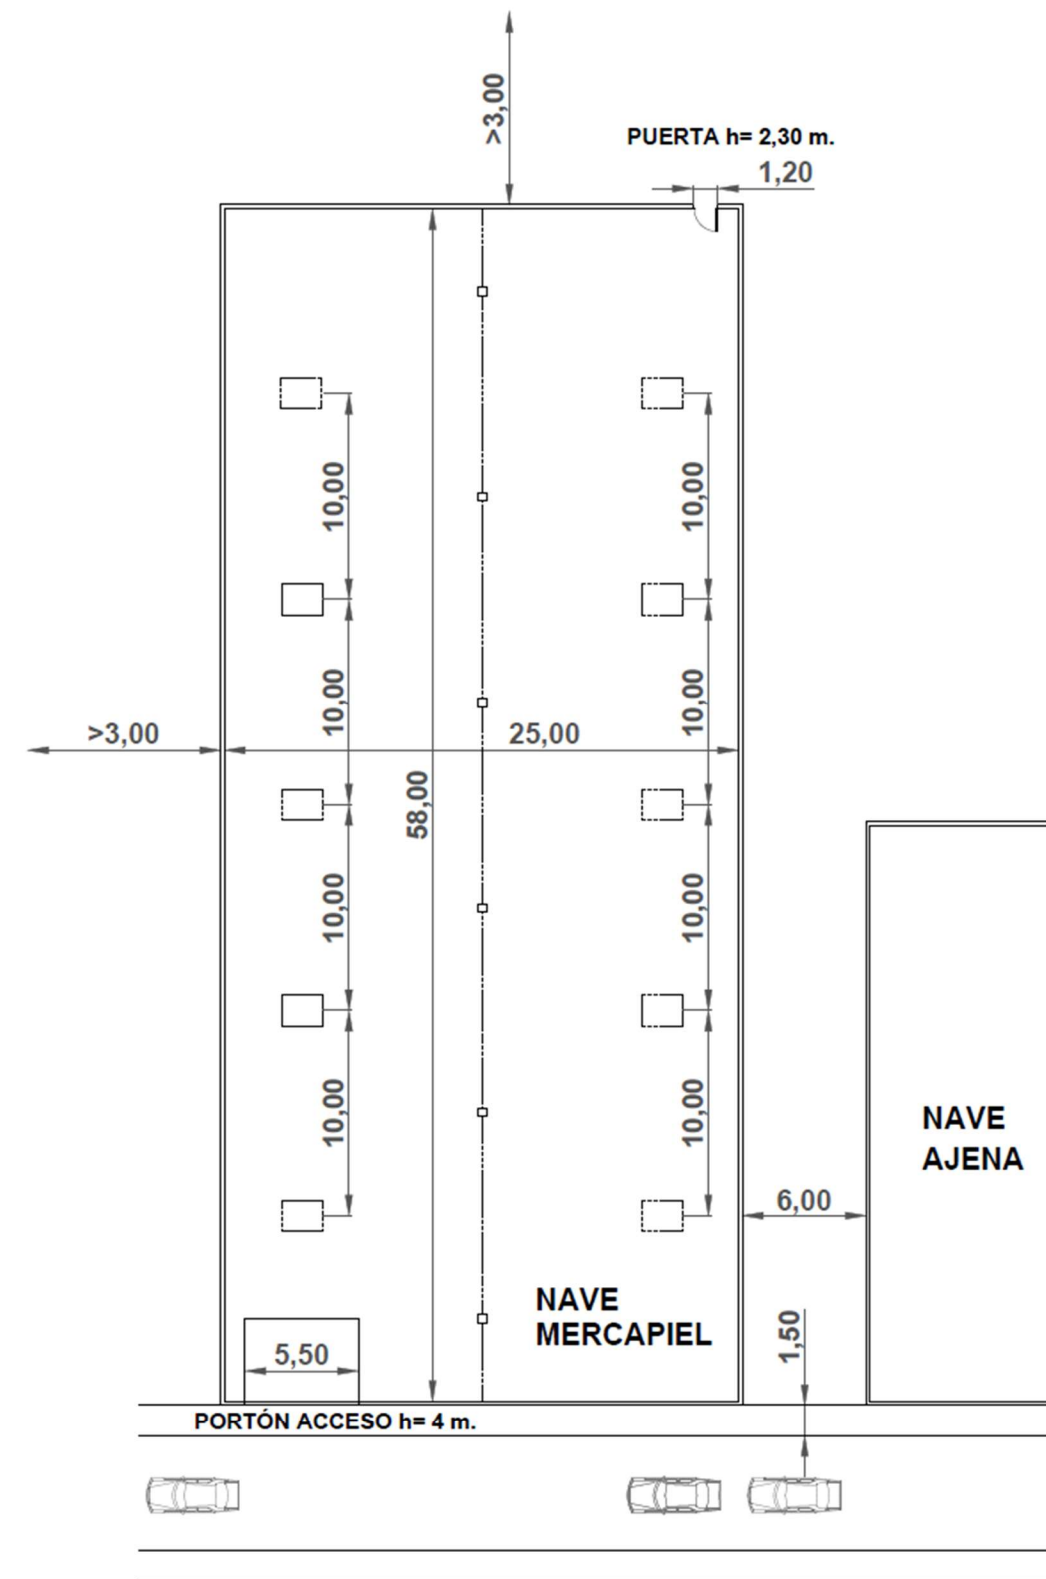 >3,00
PUERTA h= 2,30 m.
1,20
10,00
10,00
10,00
10,00
>3,00
25,00
58,00
10,00
10,00
10,00
10,00
NAVE
AJENA
6,00
NAVE
MERCAPIEL
1,50
5,50
PORTÓN ACCESO h= 4 m.